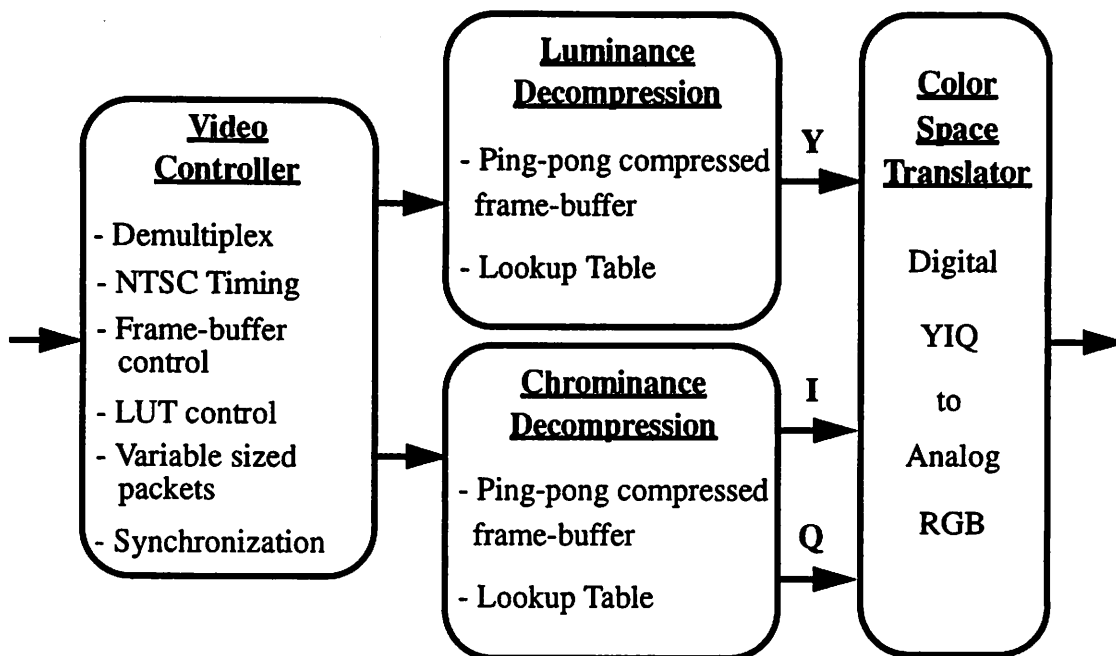 Video
Controller
- Demultiplex
- NTSC Timing
- Frame-buffer
control
- LUT control
- Variable sized
packets
- Synchronization
Luminance
Decompression
- Ping-pong compressed
frame-buffer
- Lookup Table
Y
Chrominance
Decompression
- Ping-pong compressed
frame-buffer
- Lookup Table
I
Q
Color
Space
Translator
Digital
YIQ
to
Analog
RGB